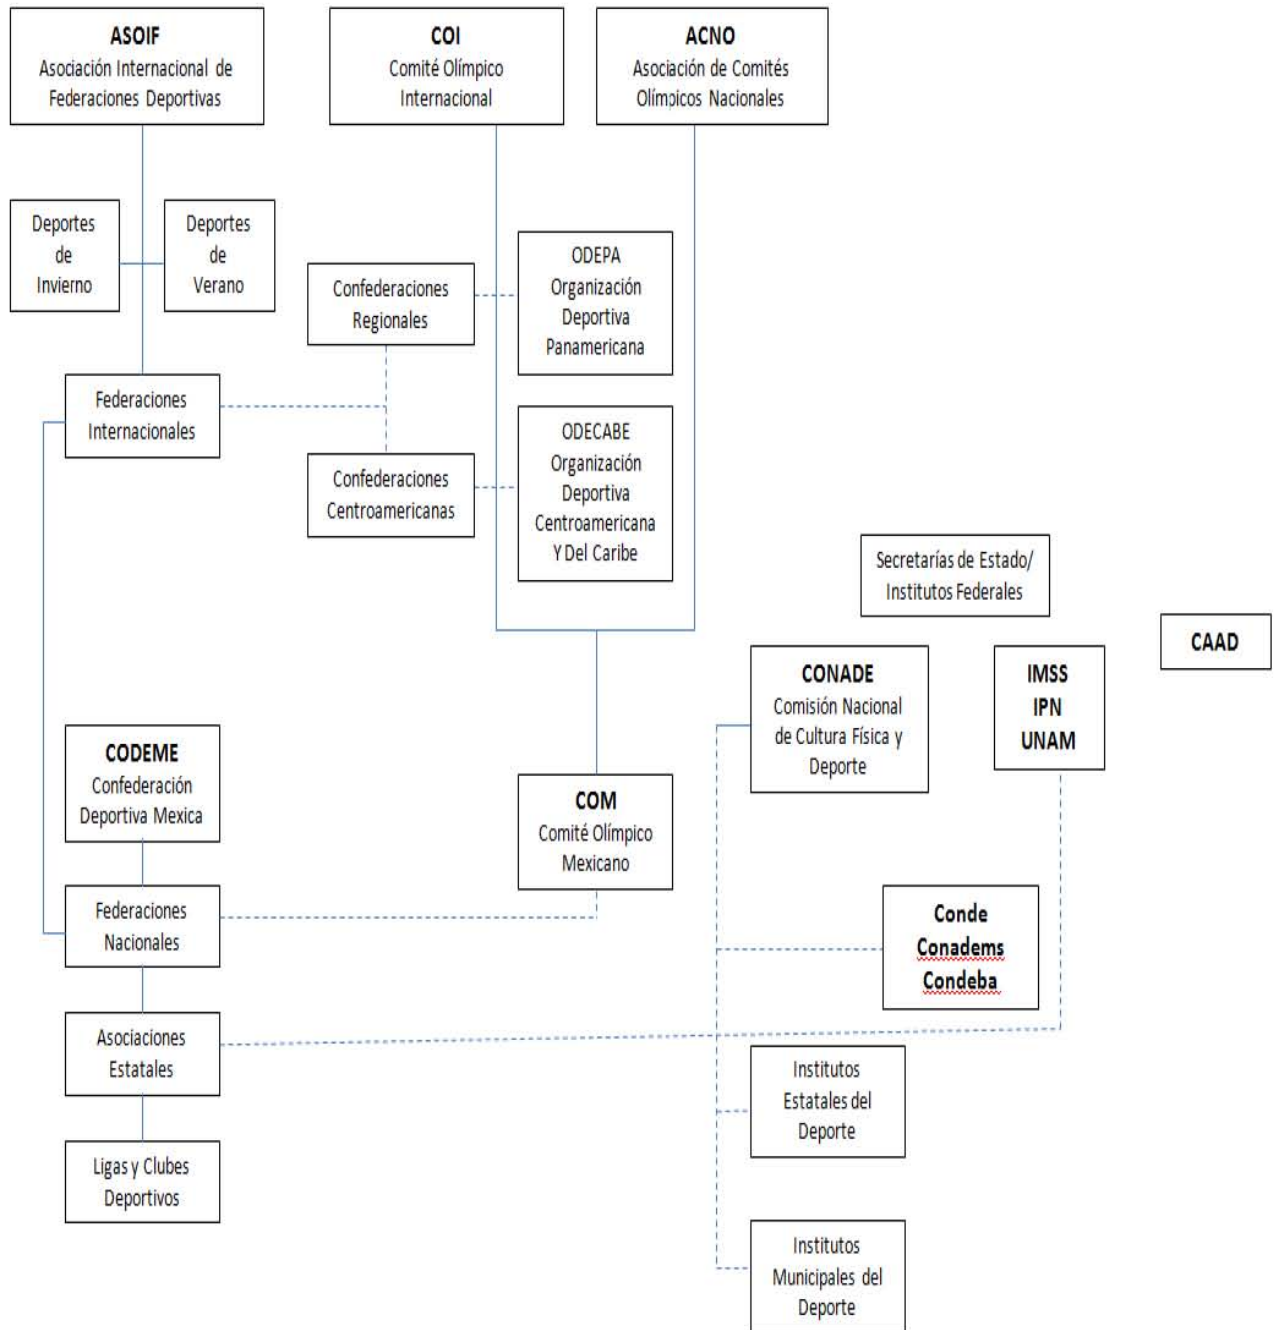 ASOIF
Asociación Internacional de
Federaciones Deportivas
COI
Comité Olímpico
Internacional
ACNO
Asociación de Comités
Olímpicos Nacionales
Deportes
de
Invierno
Deportes
de
Verano
Confederaciones
Regionales
ODEPA
Organización
Deportiva
Panamericana
Federaciones
Internacionales
Confederaciones
Centroamericanas
ODECABE
Organización
Deportiva
Centroamericana
Y Del Caribe
Secretarías de Estado/
Institutos Federales
CAAD
CONADE
Comisión Nacional
de Cultura Física y
Deporte
IMSS
IPN
UNAM
CODEME
Confederación
Deportiva Mexica
COM
Comité Olímpico
Mexicano
Federaciones
Nacionales
Conde
Conadems
Condeba
Asociaciones
Estatales
Institutos
Estatales del
Deporte
Ligas y Clubes
Deportivos
Institutos
Municipales del
Deporte